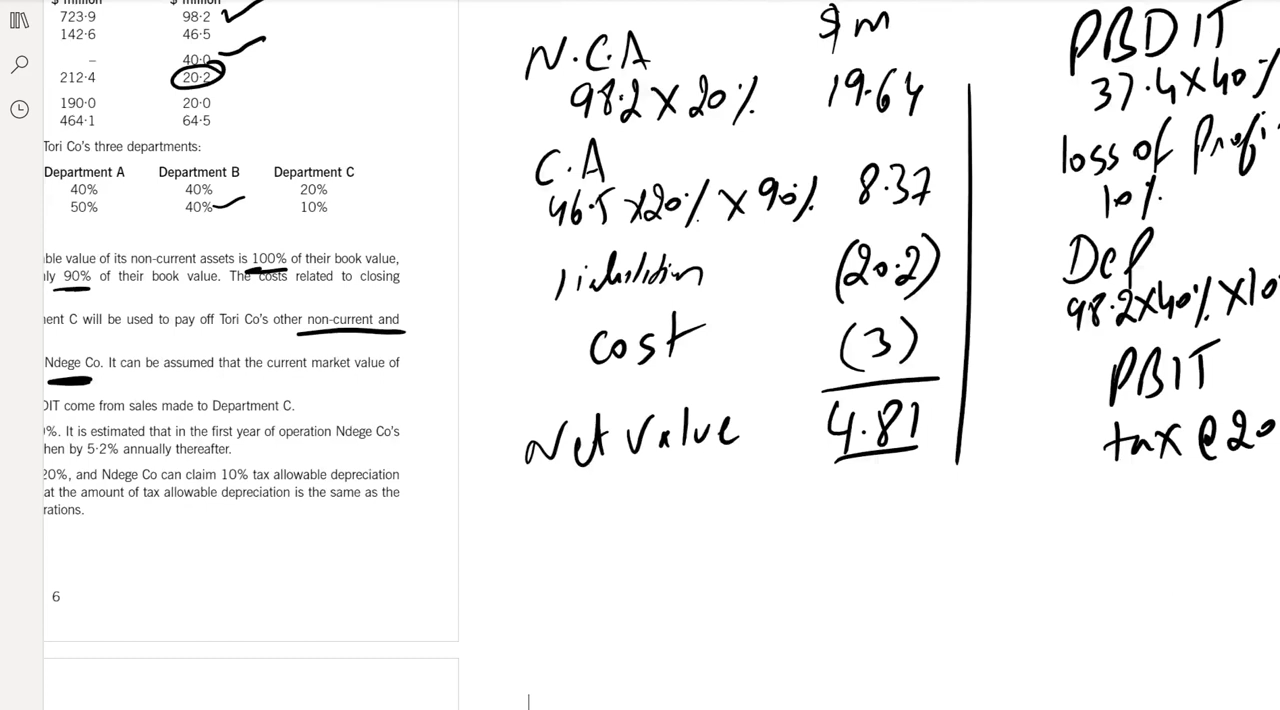 $ million $ million
723·9 98·2
142·6 46·5
– 40·0
212·4 20·2
190·0 20·0
464·1 64·5
Tori Co's three departments:
Department A Department B Department C
40% 40% 20%
50% 40% 10%
ble value of its non-current assets is 100% of their book value,
ly 90% of their book value. The costs related to closing
ent C will be used to pay off Tori Co's other non-current and
Ndege Co. It can be assumed that the current market value of
DIT come from sales made to Department C.
%. It is estimated that in the first year of operation Ndege Co's
hen by 5·2% annually thereafter.
20%, and Ndege Co can claim 10% tax allowable depreciation
at the amount of tax allowable depreciation is the same as the
rations.
6
$m
N.C.A
98.2 X 20% 19.64
C.A
46.5 X 20% X 90% 8.37
(20.2)
Cost (3)
Net Value 4.81
PBDIT
37.4 X 40%
loss of Profi
10%
Dep
98.2 X 40% X 10
PBIT
tax @ 20